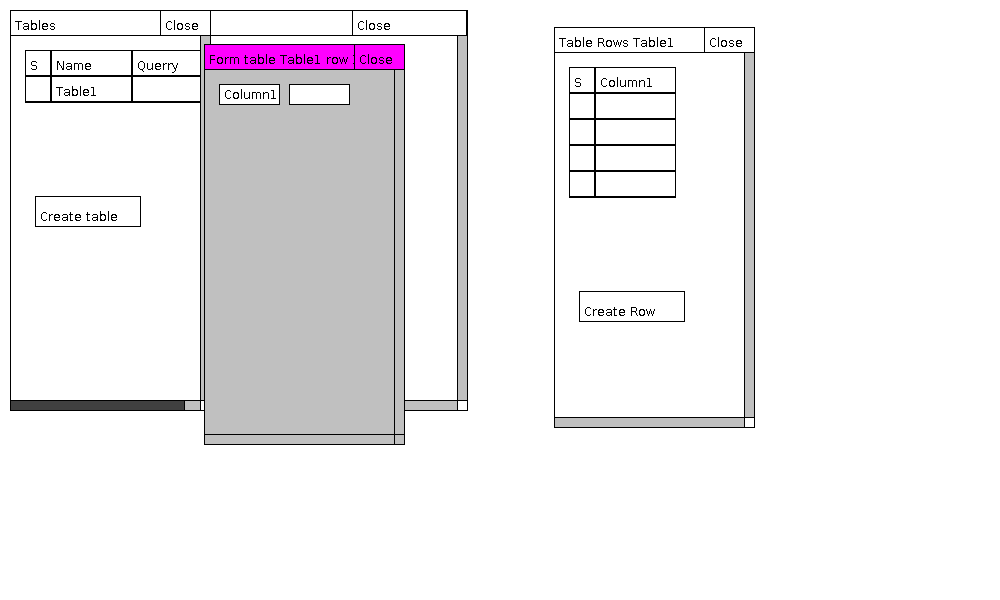 Tables Close
Close
S Name Querry
Table1
Create table
Form table Table1 row Close
Column1
Table Rows Table1 Close
S Column1
Create Row